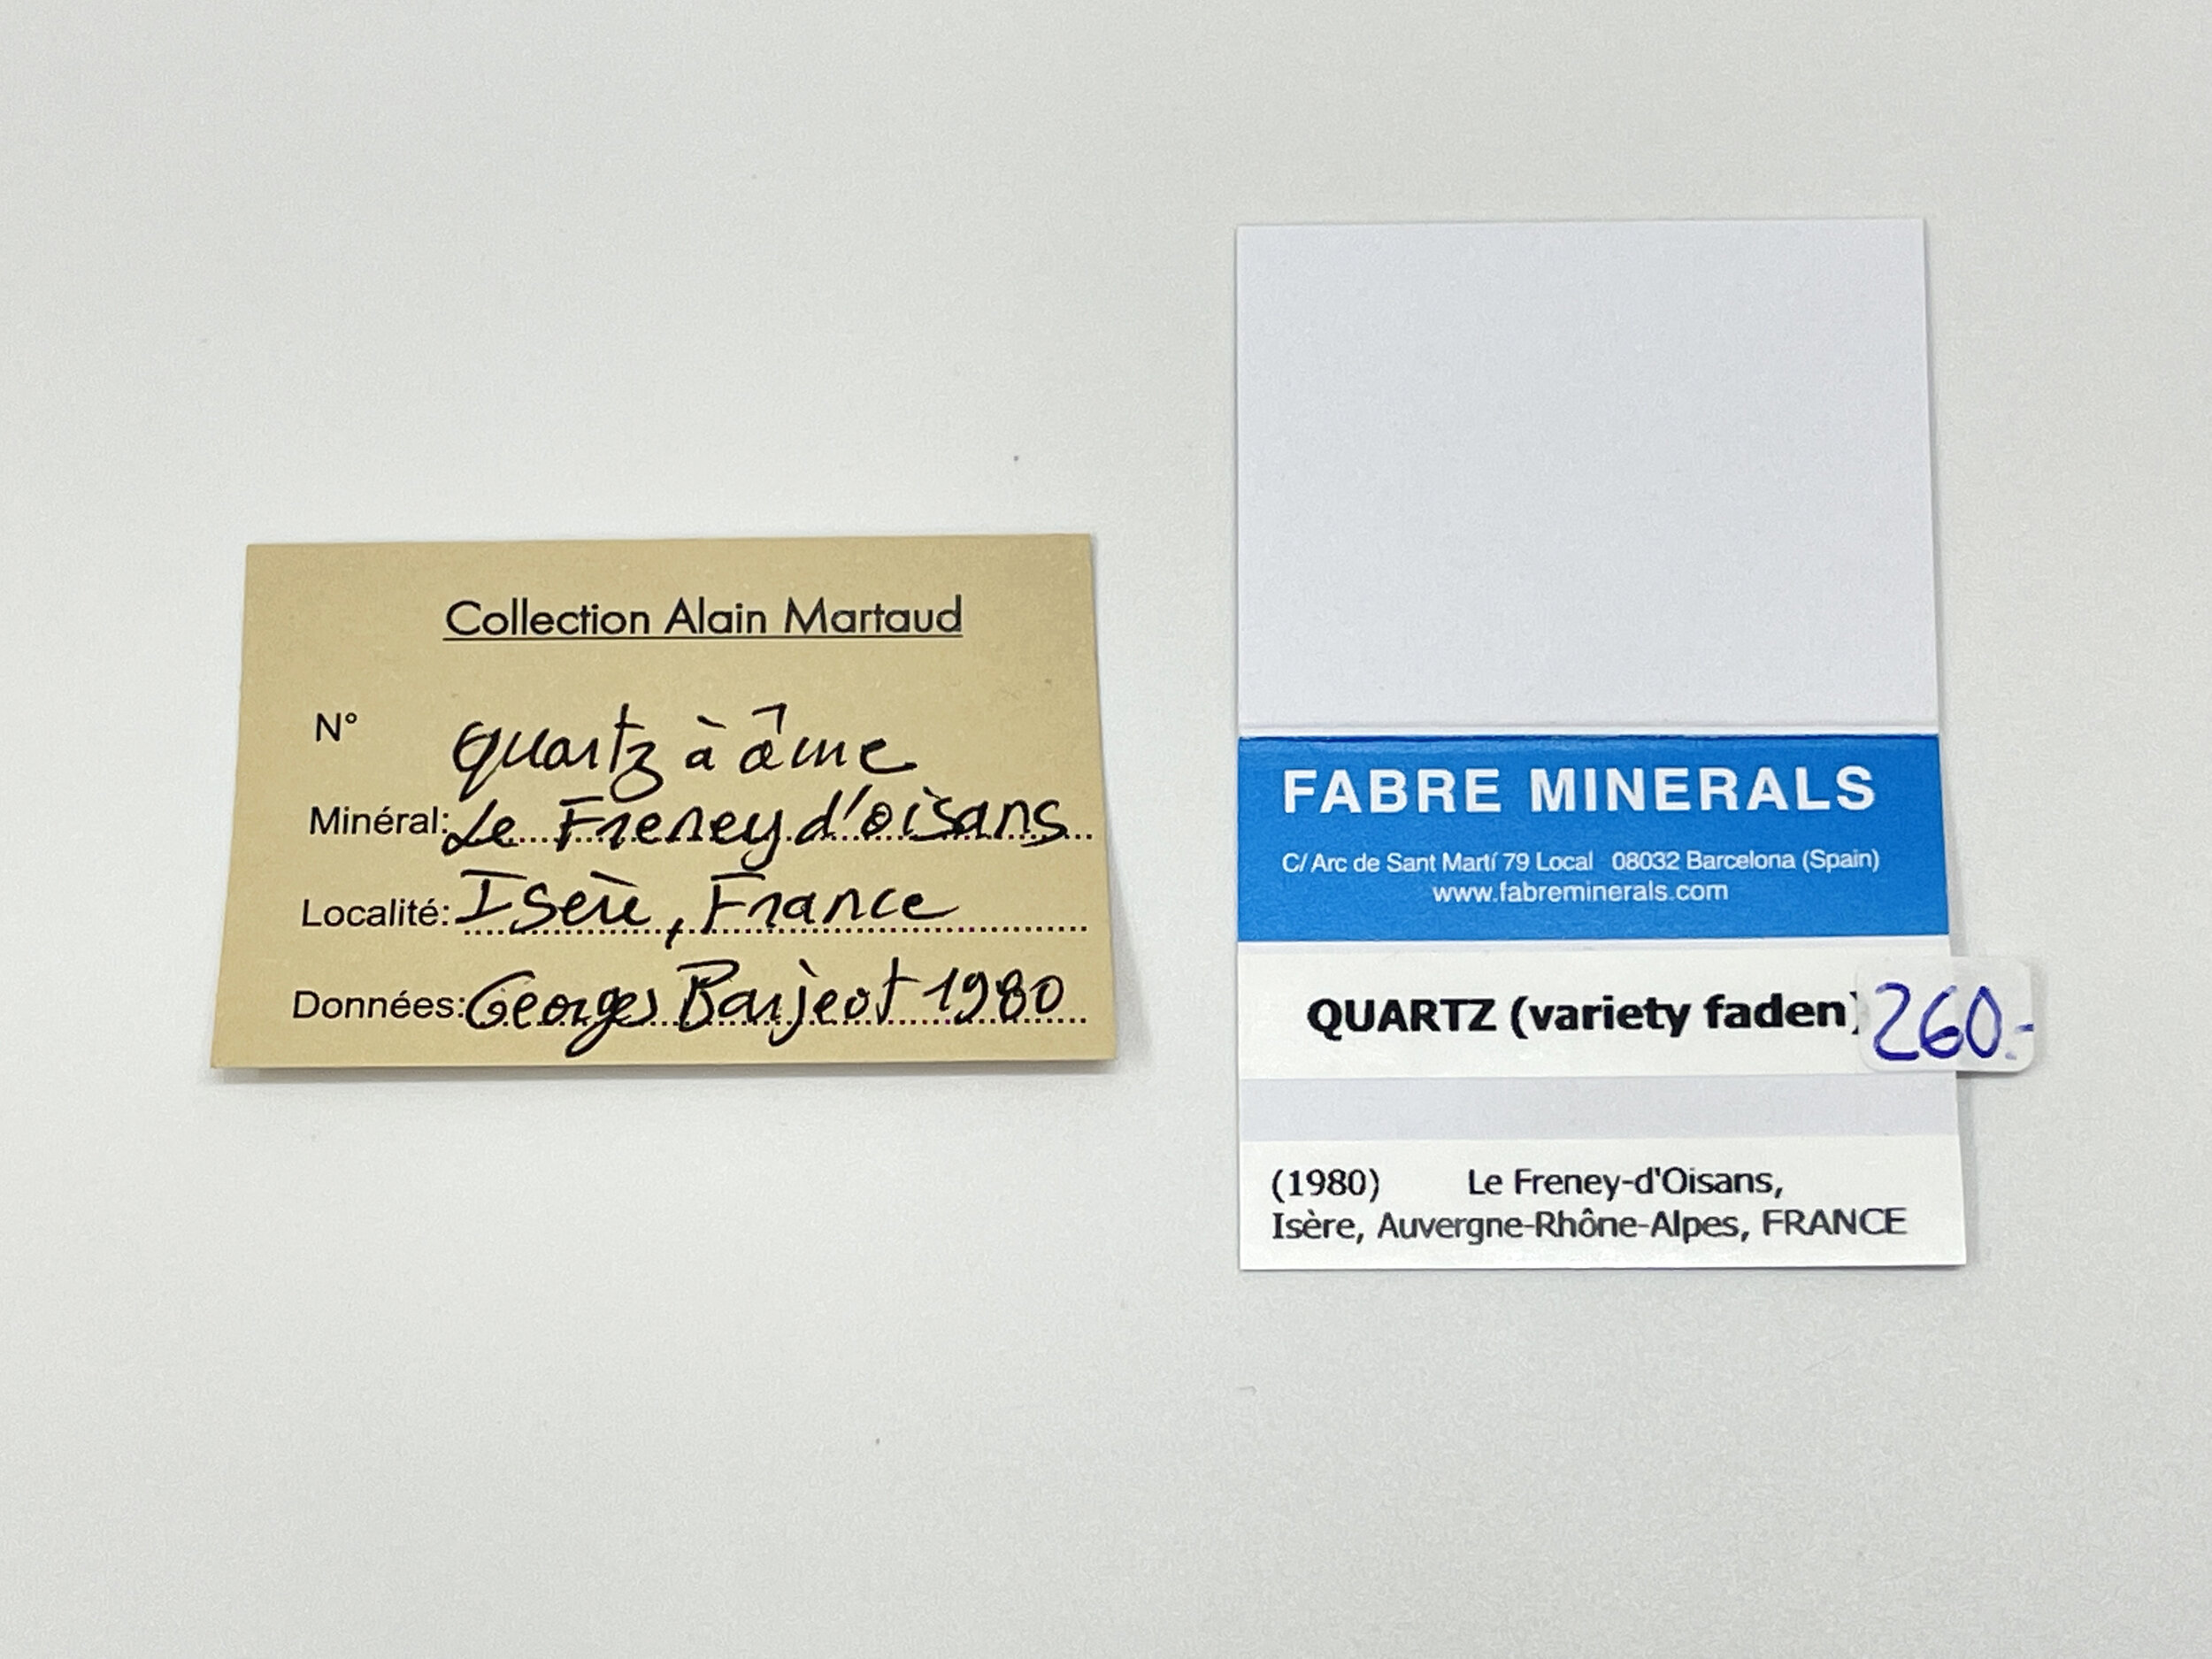 Collection Alain Martaud
N° quartz à âme
Minéral: Le Freney d'oisans
Localité: Isère, France
Données: Georges Barjeot 1980
FABRE MINERALS
C/ Arc de Sant Martí 79 Local 08032 Barcelona (Spain)
www.fabreminerals.com
QUARTZ (variety faden)
260.-
(1980) Le Freney-d'Oisans,
Isère, Auvergne-Rhône-Alpes, FRANCE